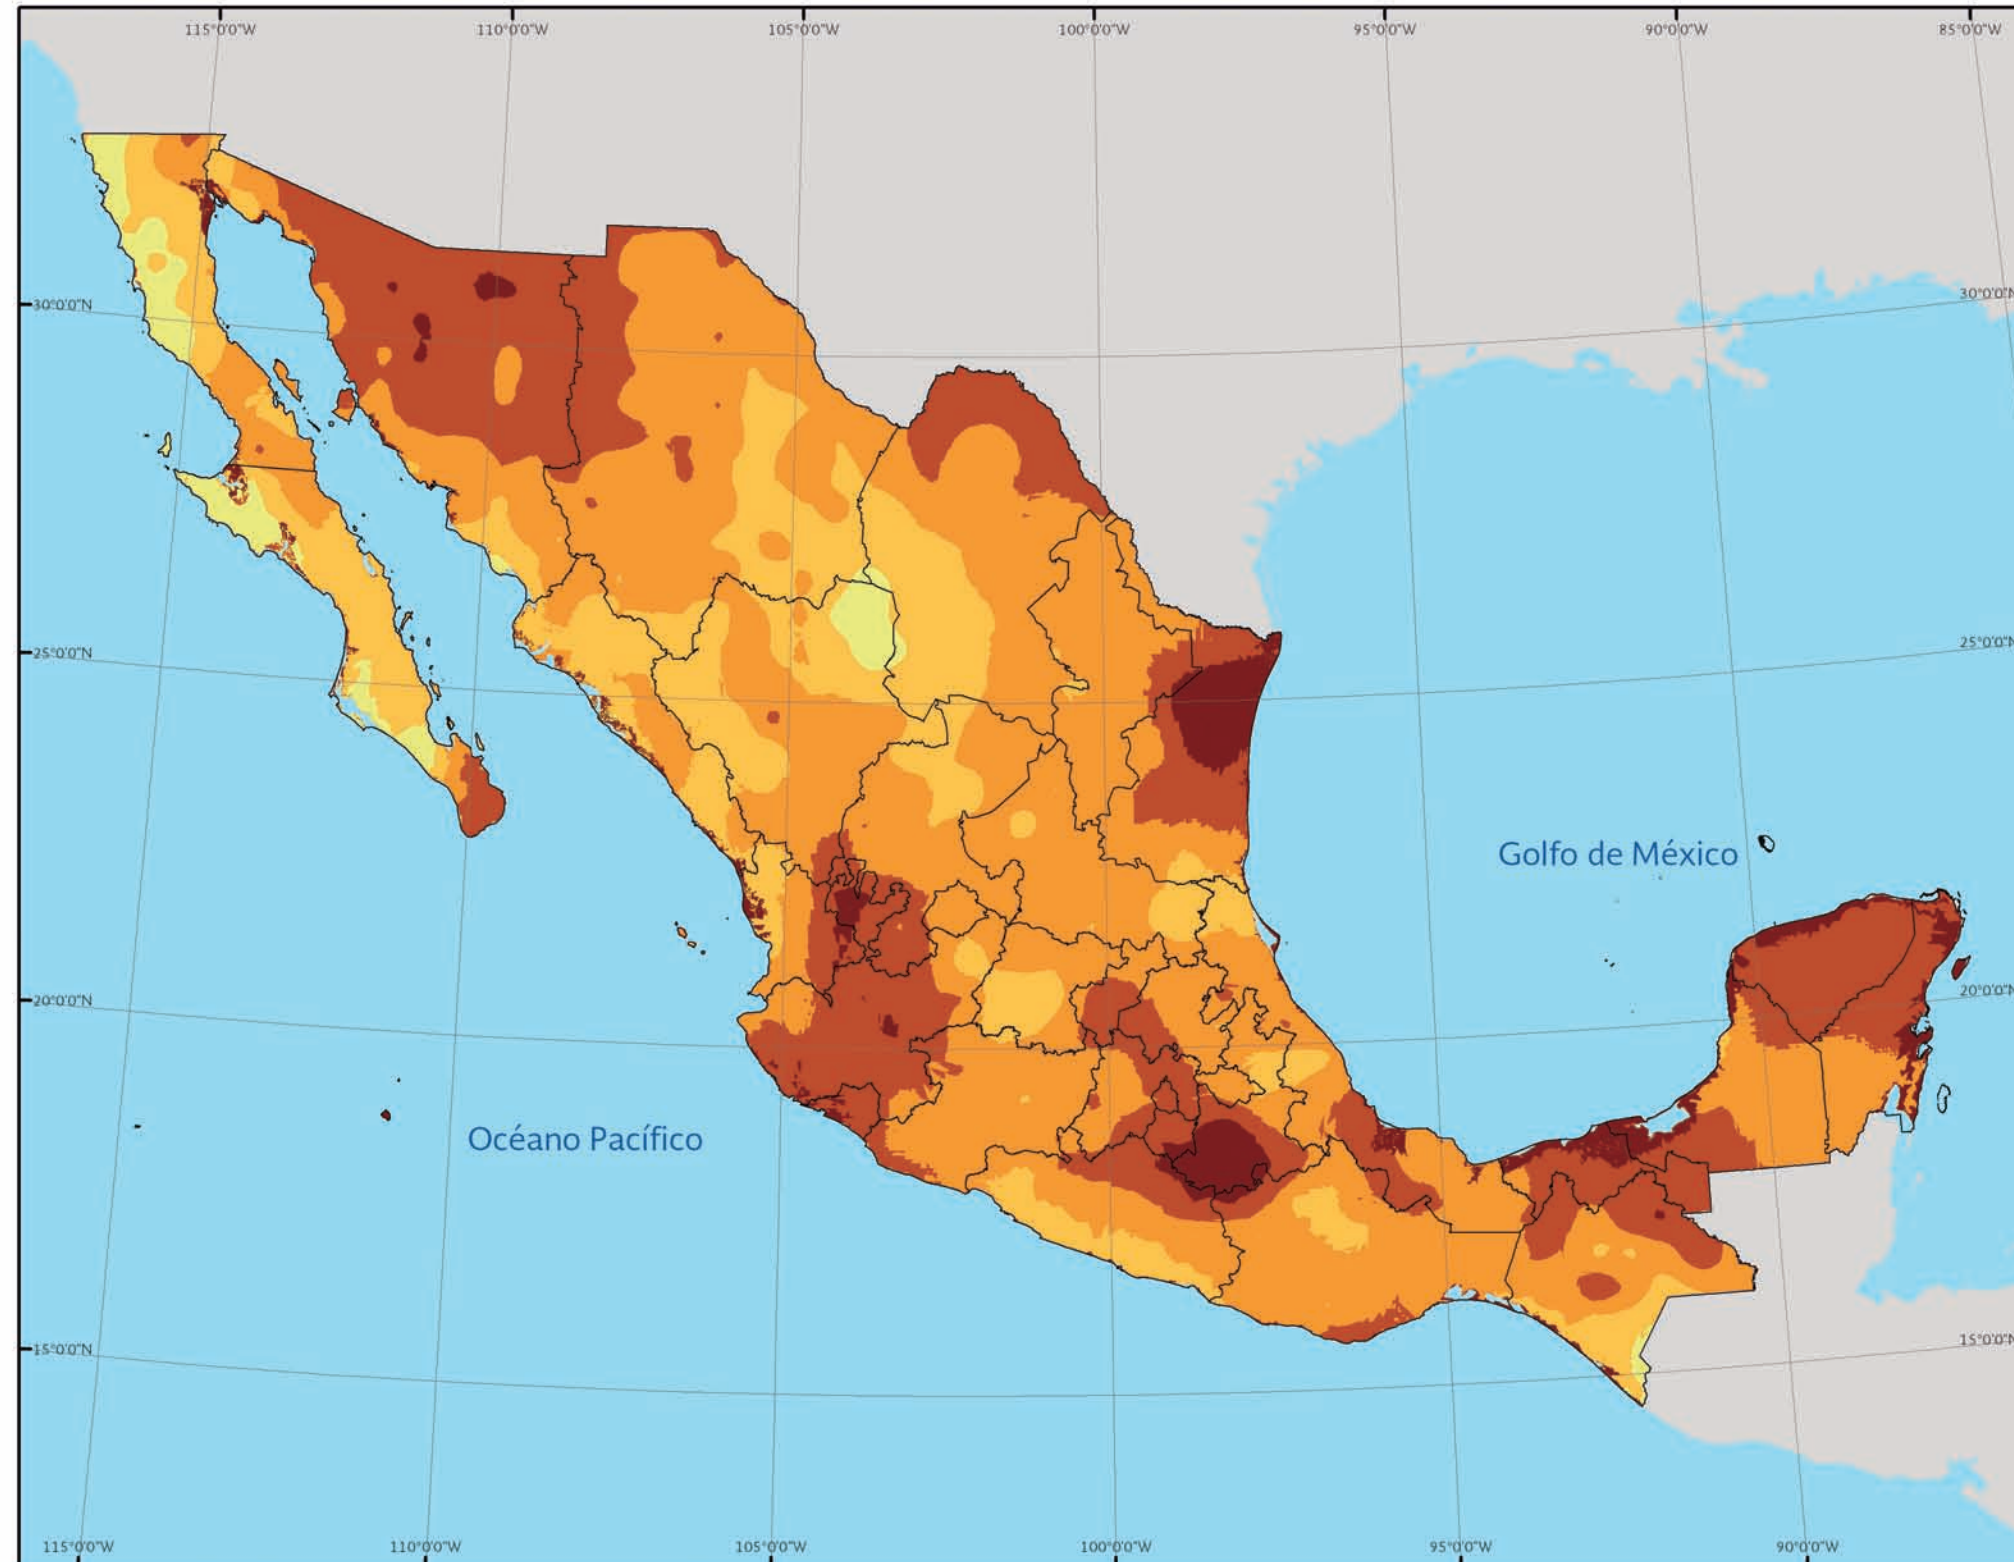 115°0'0"W 110°0'0"W 105°0'0"W 100°0'0"W 95°0'0"W 90°0'0"W 85°0'0"W
30°0'0"N 30°0'0"N
25°0'0"N 25°0'0"N
Golfo de México
20°0'0"N 20°0'0"N
Océano Pacífico
15°0'0"N 15°0'0"N
115°0'0"W 110°0'0"W 105°0'0"W 100°0'0"W 95°0'0"W 90°0'0"W